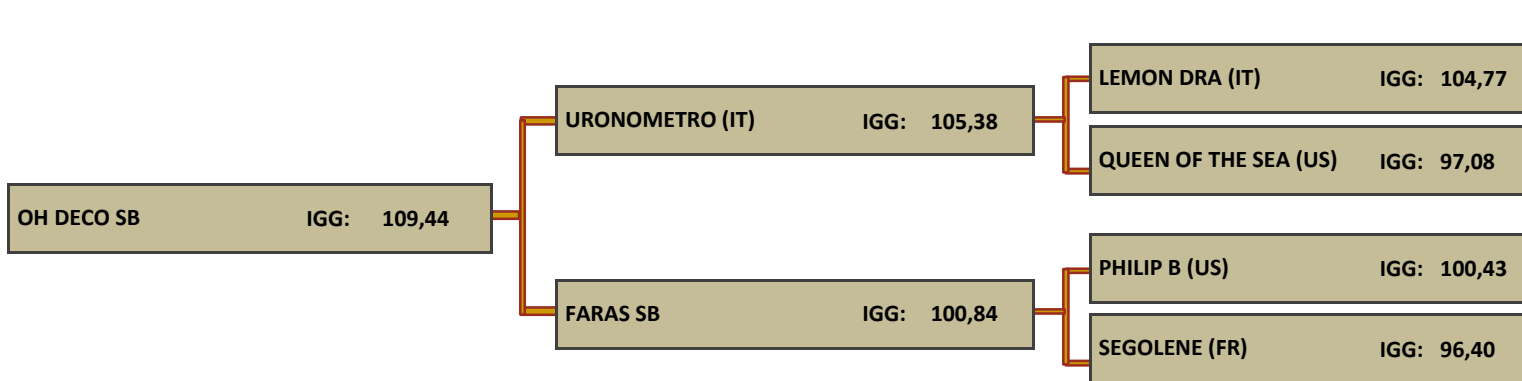 OH DECO SB IGG: 109,44
URONOMETRO (IT) IGG: 105,38
FARAS SB IGG: 100,84
LEMON DRA (IT) IGG: 104,77
QUEEN OF THE SEA (US) IGG: 97,08
PHILIP B (US) IGG: 100,43
SEGOLENE (FR) IGG: 96,40